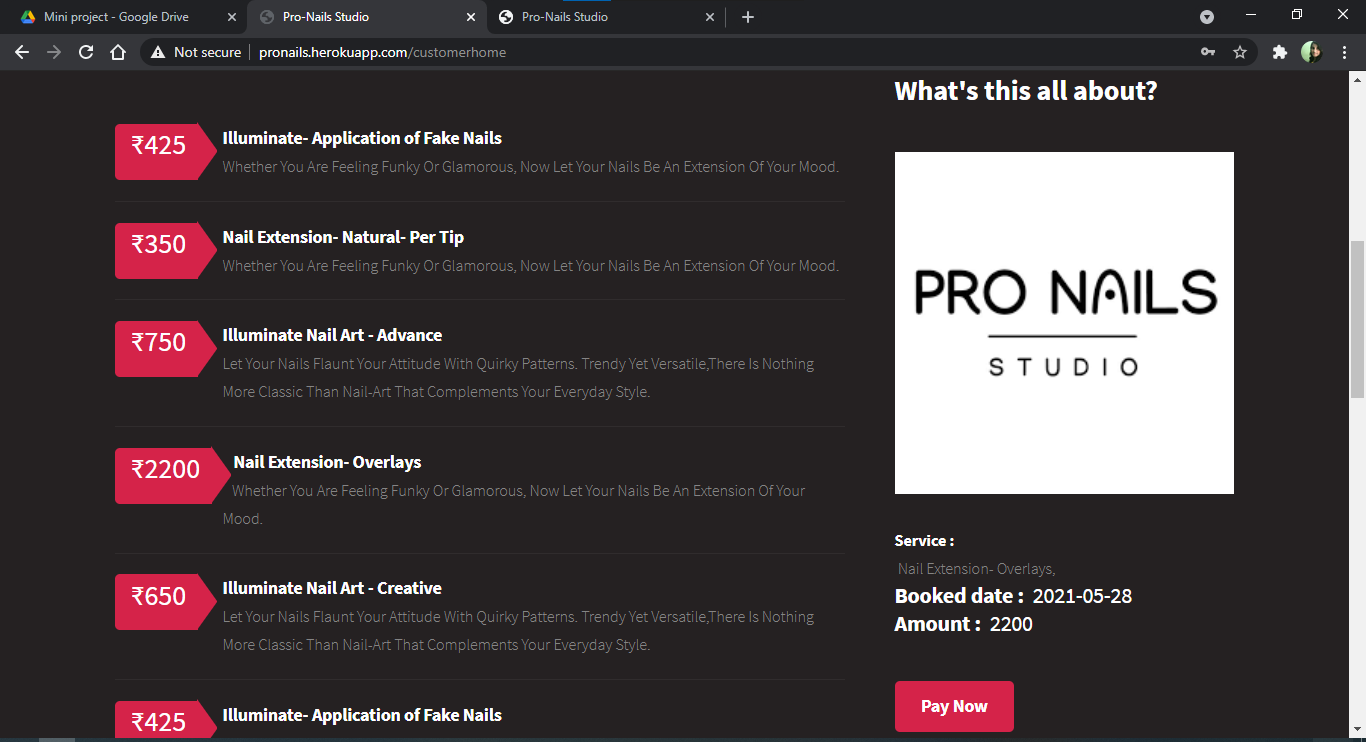 Mini project - Google Drive
Pro-Nails Studio
Pro-Nails Studio
Not secure
pronails.herokuapp.com/customerhome
₹425
Illuminate- Application of Fake Nails
Whether You Are Feeling Funky Or Glamorous, Now Let Your Nails Be An Extension Of Your Mood.
₹350
Nail Extension- Natural- Per Tip
Whether You Are Feeling Funky Or Glamorous, Now Let Your Nails Be An Extension Of Your Mood.
₹750
Illuminate Nail Art - Advance
Let Your Nails Flaunt Your Attitude With Quirky Patterns. Trendy Yet Versatile,There Is Nothing
More Classic Than Nail-Art That Complements Your Everyday Style.
₹2200
Nail Extension- Overlays
Whether You Are Feeling Funky Or Glamorous, Now Let Your Nails Be An Extension Of Your
Mood.
₹650
Illuminate Nail Art - Creative
Let Your Nails Flaunt Your Attitude With Quirky Patterns. Trendy Yet Versatile,There Is Nothing
More Classic Than Nail-Art That Complements Your Everyday Style.
₹425
Illuminate- Application of Fake Nails
What's this all about?
PRO NAILS
STUDIO
Service :
Nail Extension- Overlays,
Booked date : 2021-05-28
Amount : 2200
Pay Now